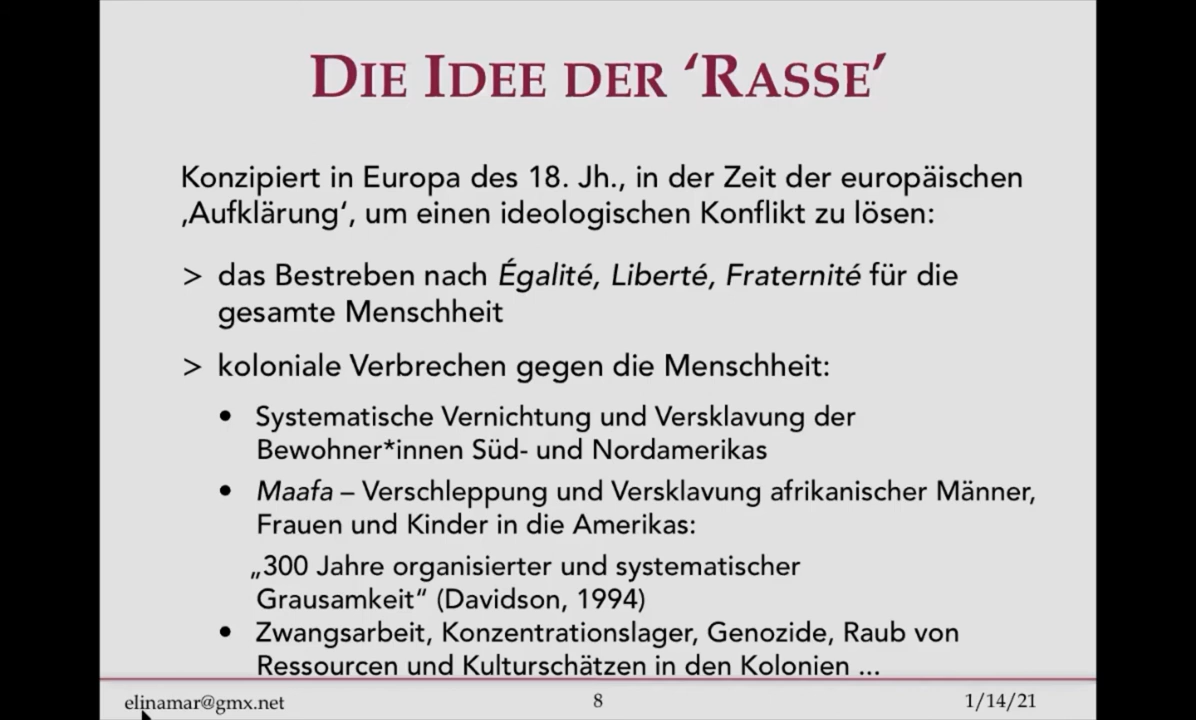 DIE IDEE DER ‘RASSE’
Konzipiert in Europa des 18. Jh., in der Zeit der europäischen
‚Aufklärung‘, um einen ideologischen Konflikt zu lösen:
> das Bestreben nach Égalité, Liberté, Fraternité für die
gesamte Menschheit
> koloniale Verbrechen gegen die Menschheit:
• Systematische Vernichtung und Versklavung der
Bewohner*innen Süd- und Nordamerikas
• Maafa – Verschleppung und Versklavung afrikanischer Männer,
Frauen und Kinder in die Amerikas:
„300 Jahre organisierter und systematischer
Grausamkeit“ (Davidson, 1994)
• Zwangsarbeit, Konzentrationslager, Genozide, Raub von
Ressourcen und Kulturschätzen in den Kolonien ...
elinamar@gmx.net 8 1/14/21